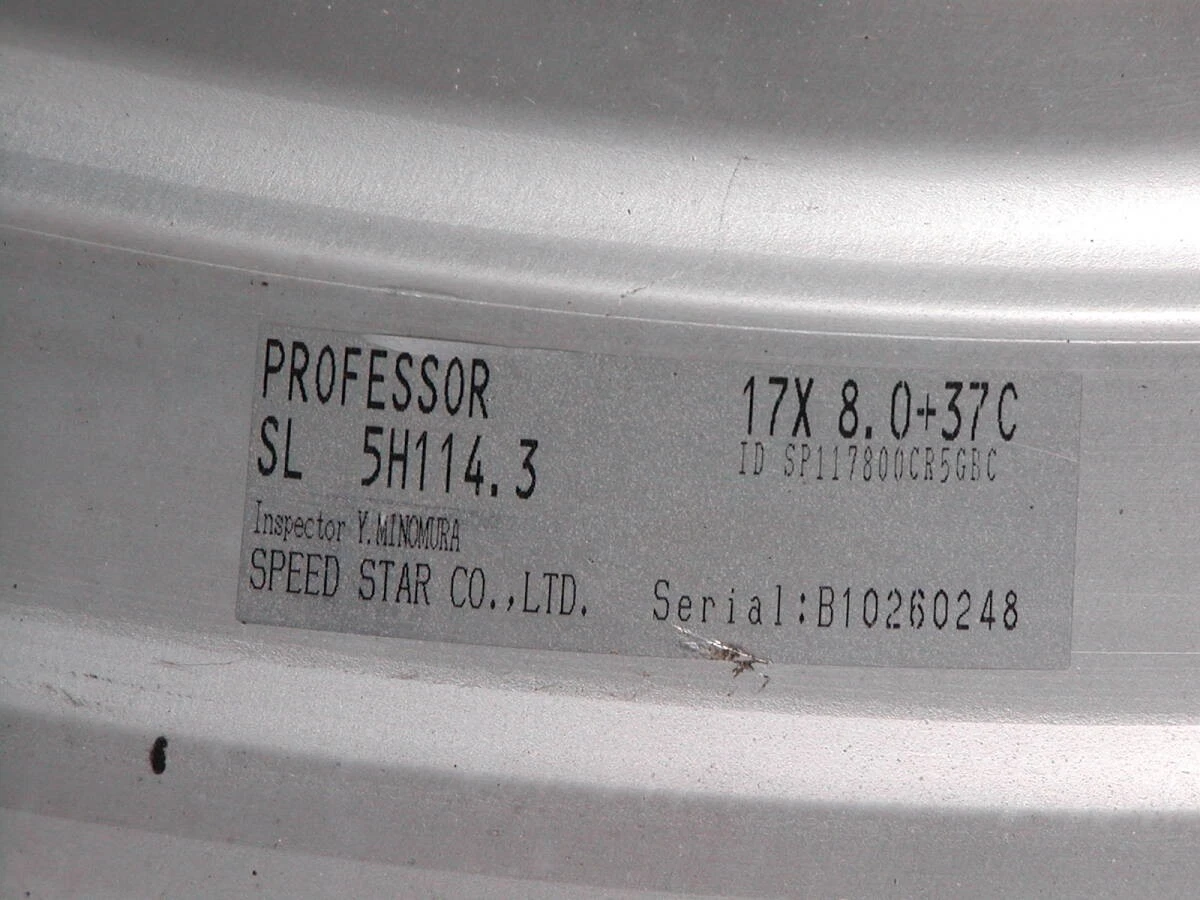 PROFESSOR 17X 8.0+37C
SL 5H114.3 ID SP117800CR5GBC
Inspector Y.MINOMURA
SPEED STAR CO.,LTD. Serial:B10260248